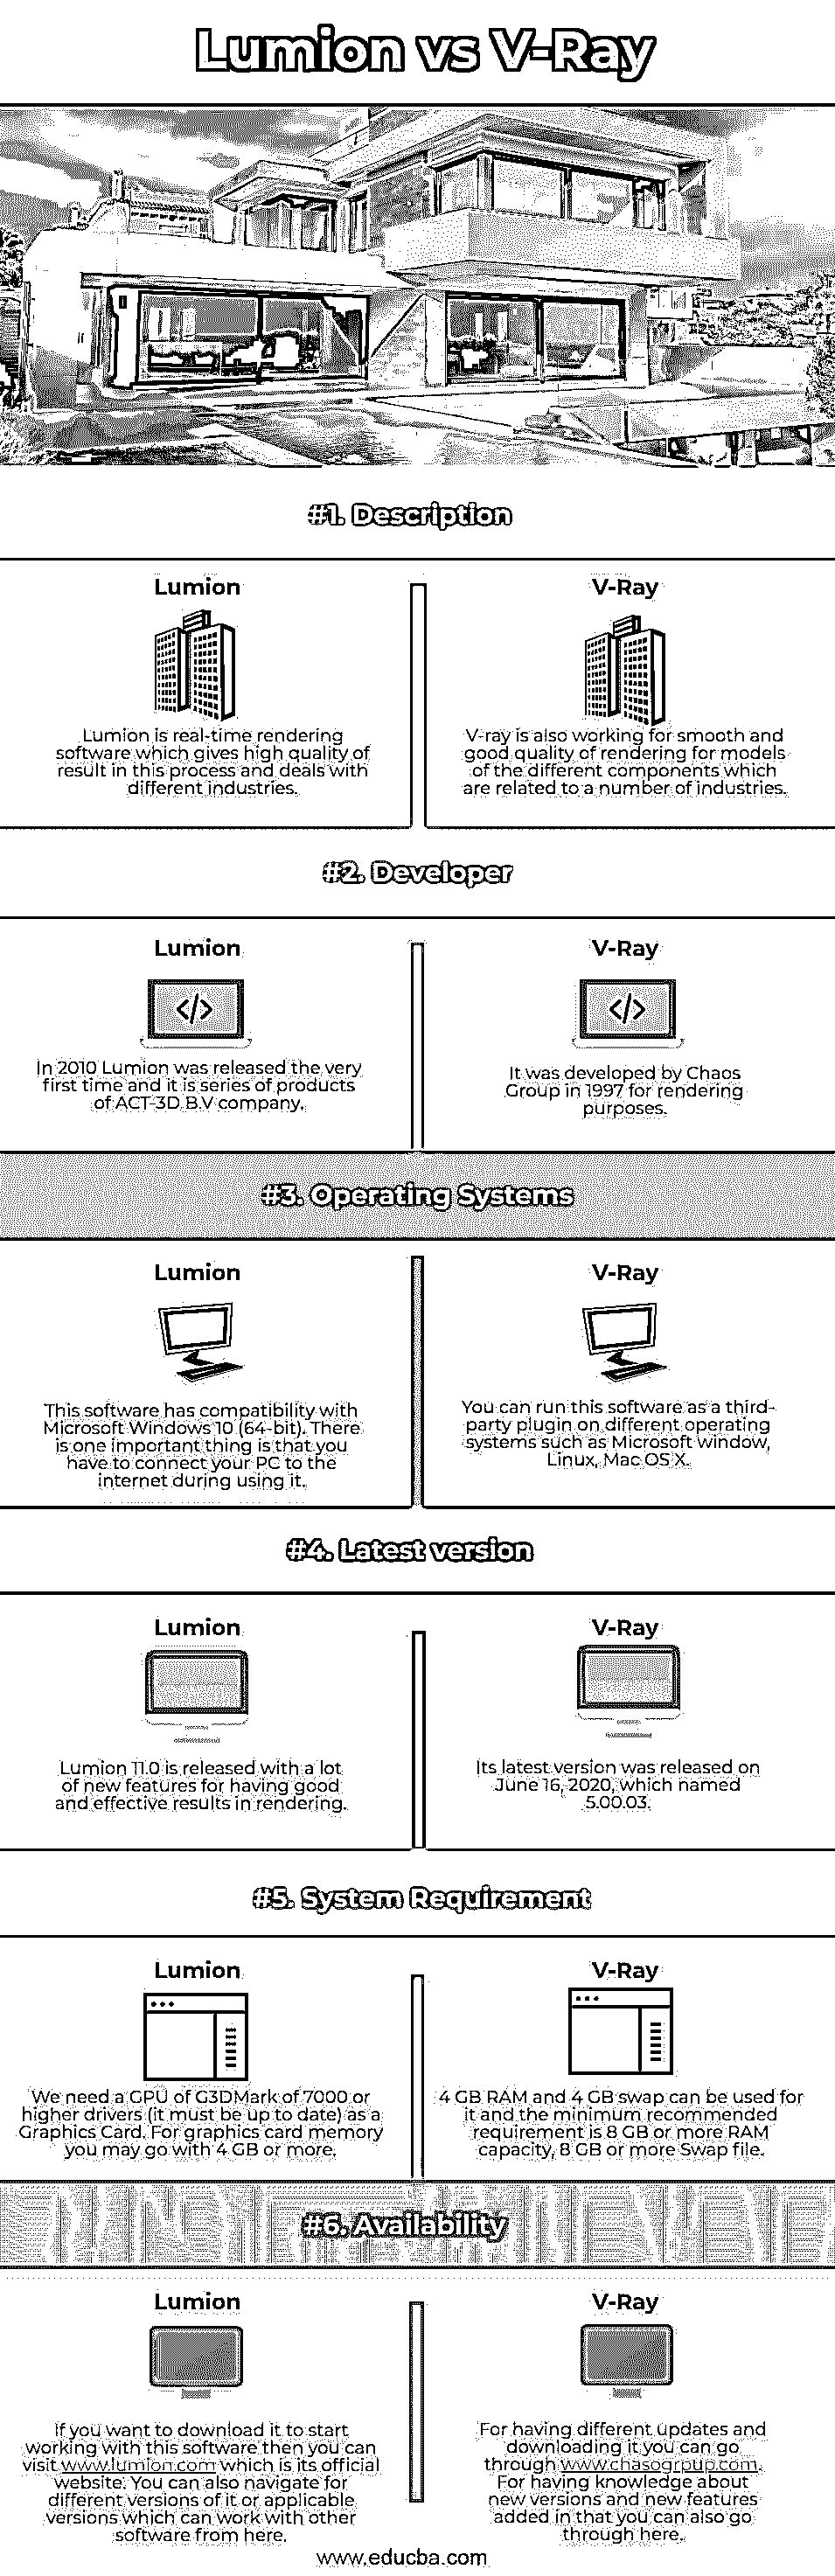 Lumion vs V-Ray
#1. Description
Lumion
Lumion is real-time rendering
software which gives high quality of
result in this process and deals with
different industries.
V-Ray
V-ray is also working for smooth and
good quality of rendering for models
of the different components which
are related to a number of industries.
#2. Developer
Lumion
</>
In 2010 Lumion was released the very
first time and it is series of products
of ACT-3D B.V company.
V-Ray
</>
It was developed by Chaos
Group in 1997 for rendering
purposes.
#3. Operating Systems
Lumion
This software has compatibility with
Microsoft Windows 10 (64-bit). There
is one important thing is that you
have to connect your PC to the
internet during using it.
V-Ray
You can run this software as a third-
party plugin on different operating
systems such as Microsoft window,
Linux, Mac OS X.
#4. Latest version
Lumion
Lumion 11.0 is released with a lot
of new features for having good
and effective results in rendering.
V-Ray
Its latest version was released on
June 16, 2020, which named
5.00.03.
#5. System Requirement
Lumion
We need a GPU of G3DMark of 7000 or
higher drivers (it must be up to date) as a
Graphics Card. For graphics card memory
you may go with 4 GB or more.
V-Ray
4 GB RAM and 4 GB swap can be used for
it and the minimum recommended
requirement is 8 GB or more RAM
capacity, 8 GB or more Swap file.
#6. Availability
Lumion
If you want to download it to start
working with this software then you can
visit www.lumion.com which is its official
website. You can also navigate for
different versions of it or applicable
versions which can work with other
software from here.
V-Ray
For having different updates and
downloading it you can go
through www.chasogrpup.com.
For having knowledge about
new versions and new features
added in that you can also go
through here.
www.educba.com